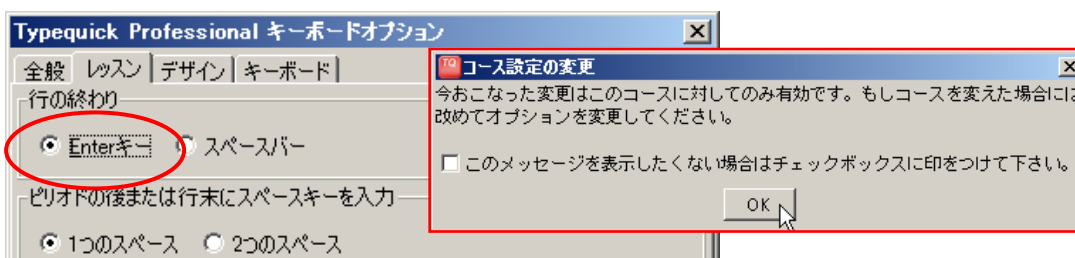 Typequick Professional キーボードオプション
全般 レッスン デザイン キーボード
行の終わり
Enterキー スペースバー
ピリオドの後または行末にスペースキーを入力
1つのスペース 2つのスペース
TQ コース設定の変更
今おこなった変更はこのコースに対してのみ有効です。もしコースを変えた場合には
改めてオプションを変更してください。
このメッセージを表示したくない場合はチェックボックスに印をつけて下さい。
OK